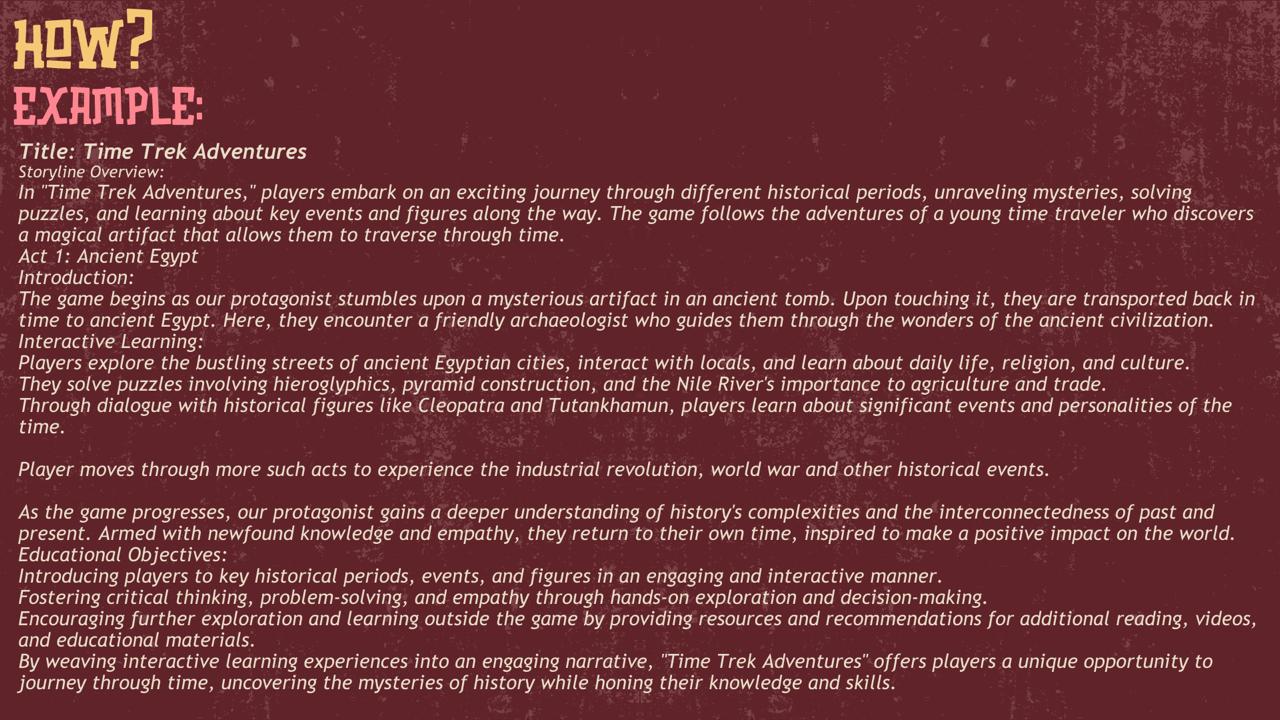 HOW?
EXAMPLE:
Title: Time Trek Adventures
Storyline Overview:
In "Time Trek Adventures," players embark on an exciting journey through different historical periods, unraveling mysteries, solving
puzzles, and learning about key events and figures along the way. The game follows the adventures of a young time traveler who discovers
a magical artifact that allows them to traverse through time.
Act 1: Ancient Egypt
Introduction:
The game begins as our protagonist stumbles upon a mysterious artifact in an ancient tomb. Upon touching it, they are transported back in
time to ancient Egypt. Here, they encounter a friendly archaeologist who guides them through the wonders of the ancient civilization.
Interactive Learning:
Players explore the bustling streets of ancient Egyptian cities, interact with locals, and learn about daily life, religion, and culture.
They solve puzzles involving hieroglyphics, pyramid construction, and the Nile River's importance to agriculture and trade.
Through dialogue with historical figures like Cleopatra and Tutankhamun, players learn about significant events and personalities of the
time.
Player moves through more such acts to experience the industrial revolution, world war and other historical events.
As the game progresses, our protagonist gains a deeper understanding of history's complexities and the interconnectedness of past and
present. Armed with newfound knowledge and empathy, they return to their own time, inspired to make a positive impact on the world.
Educational Objectives:
Introducing players to key historical periods, events, and figures in an engaging and interactive manner.
Fostering critical thinking, problem-solving, and empathy through hands-on exploration and decision-making.
Encouraging further exploration and learning outside the game by providing resources and recommendations for additional reading, videos,
and educational materials.
By weaving interactive learning experiences into an engaging narrative, "Time Trek Adventures" offers players a unique opportunity to
journey through time, uncovering the mysteries of history while honing their knowledge and skills.